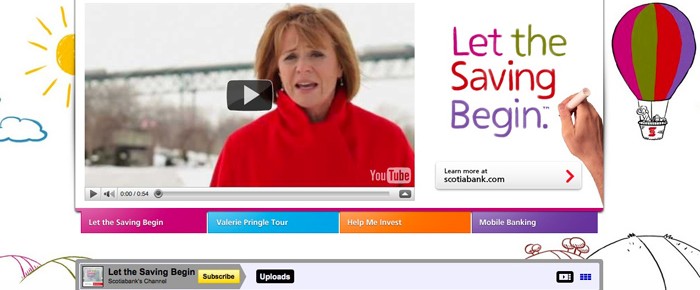 Let the
Saving
Begin.™
YouTube
Learn more at
scotiabank.com
0:00 / 0:54
Let the Saving Begin
Valerie Pringle Tour
Help Me Invest
Mobile Banking
Let the Saving Begin
Scotiabank's Channel
Subscribe
Uploads